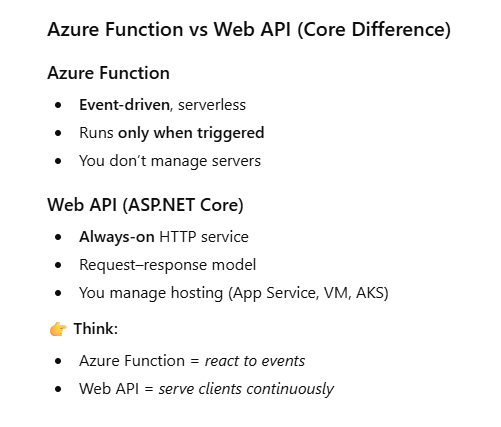 Azure Function vs Web API (Core Difference)
Azure Function
• Event-driven, serverless
• Runs only when triggered
• You don't manage servers
Web API (ASP.NET Core)
• Always-on HTTP service
• Request–response model
• You manage hosting (App Service, VM, AKS)
👉 Think:
• Azure Function = react to events
• Web API = serve clients continuously